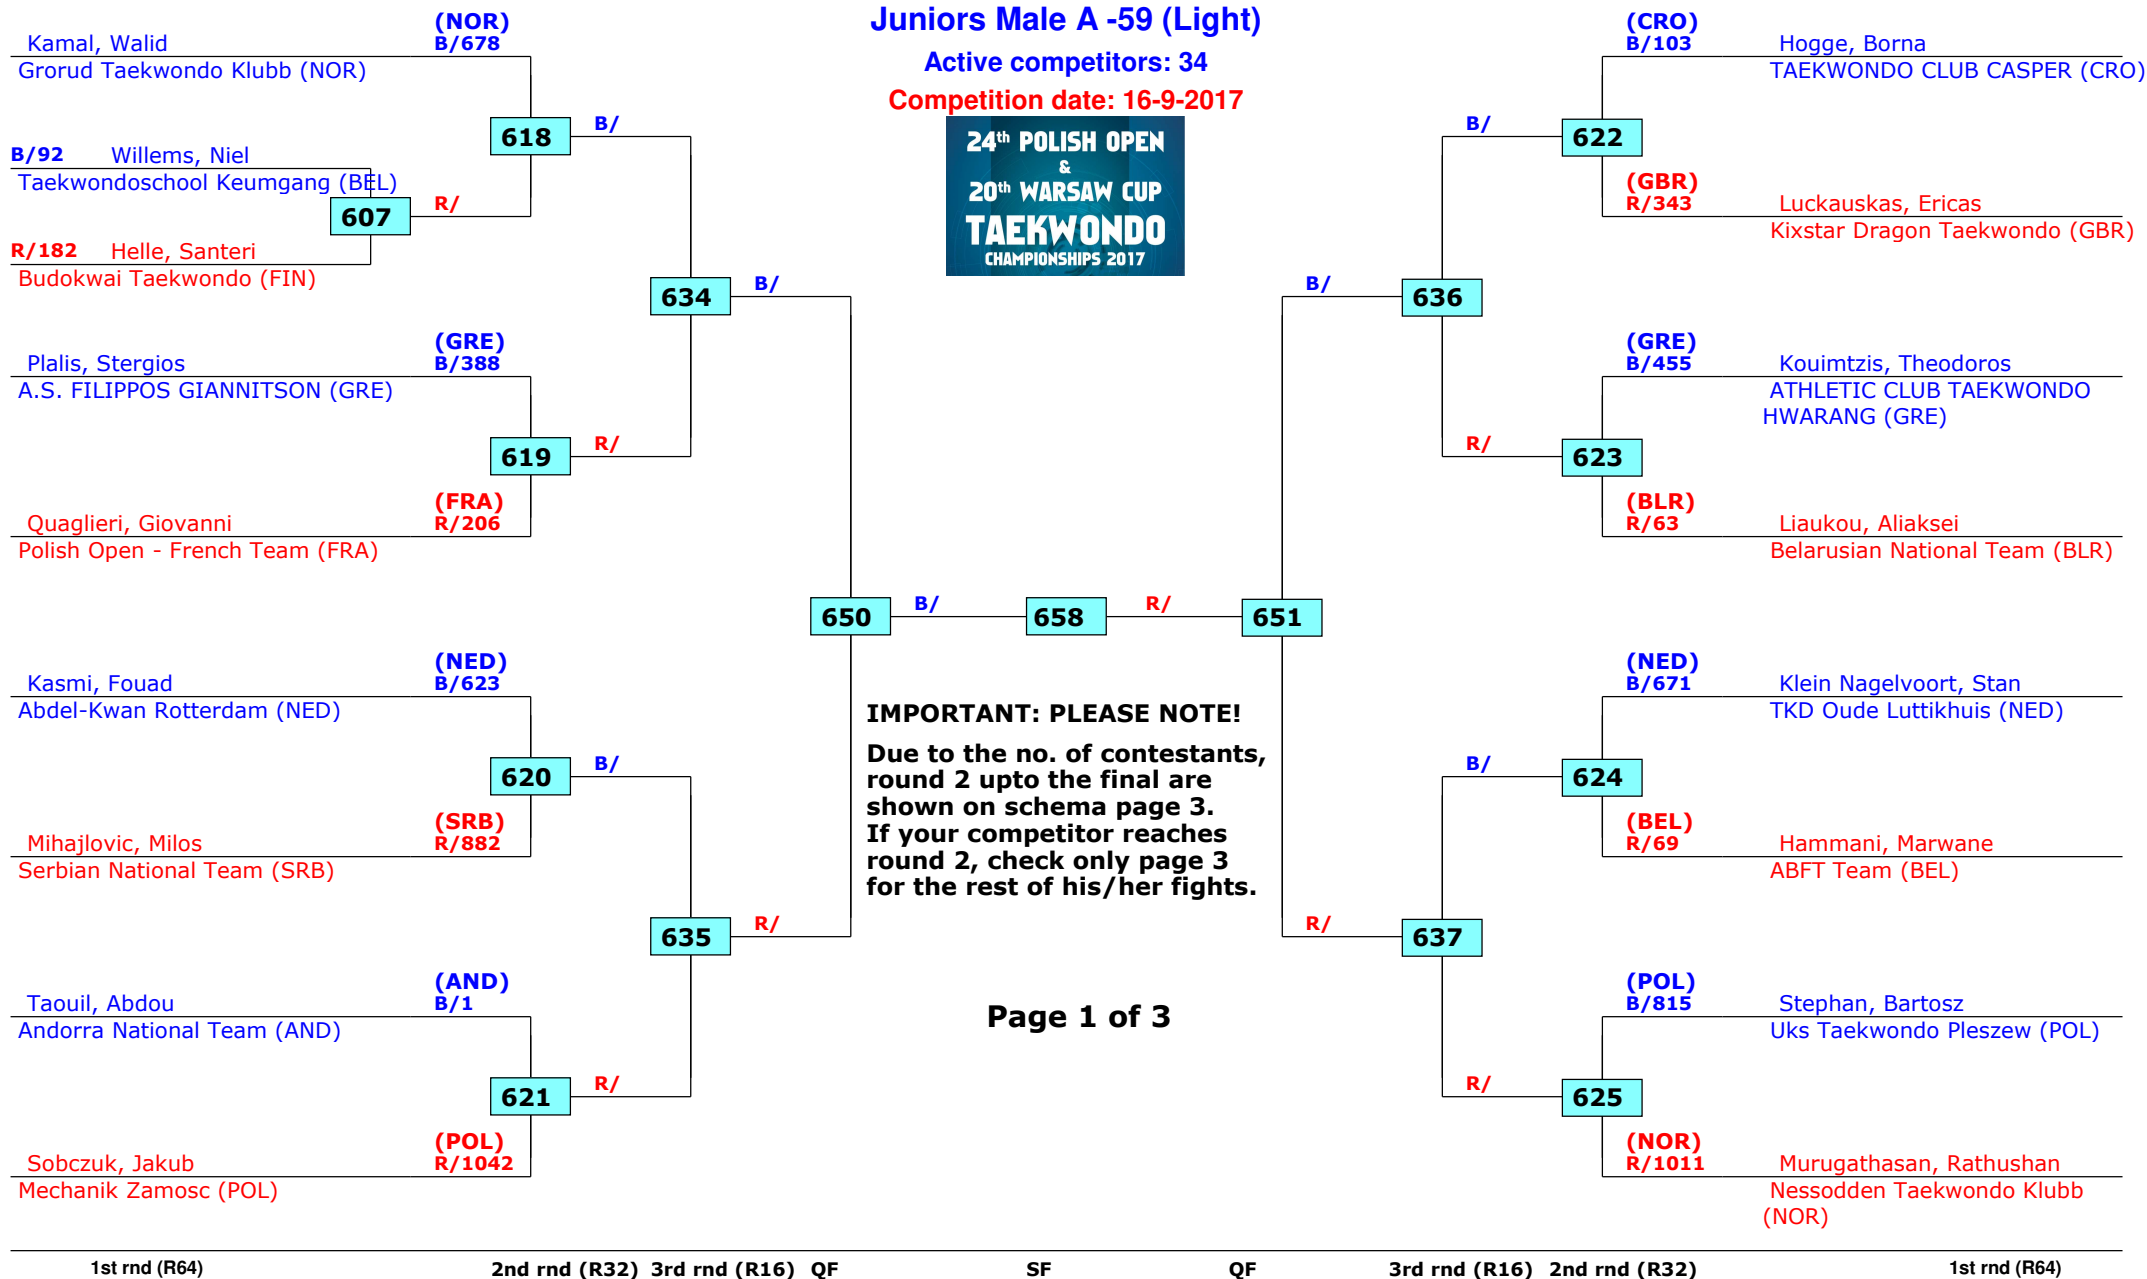 Juniors Male A -59 (Light)
Active competitors: 34
Competition date: 16-9-2017
24th POLISH OPEN
&
20th WARSAW CUP
TAEKWONDO
CHAMPIONSHIPS 2017
(NOR)
Kamal, Walid B/678
Grorud Taekwondo Klubb (NOR)
618
B/
B/92 Willems, Niel
Taekwondoschool Keumgang (BEL)
607
R/
R/182 Helle, Santeri
Budokwai Taekwondo (FIN)
634
B/
(GRE)
Plalis, Stergios B/388
A.S. FILIPPOS GIANNITSON (GRE)
619
R/
(FRA)
Quaglieri, Giovanni R/206
Polish Open - French Team (FRA)
650
B/
658
R/
651
(NED)
Kasmi, Fouad B/623
Abdel-Kwan Rotterdam (NED)
620
B/
(SRB)
Mihajlovic, Milos R/882
Serbian National Team (SRB)
635
R/
(AND)
Taouil, Abdou B/1
Andorra National Team (AND)
621
R/
(POL)
Sobczuk, Jakub R/1042
Mechanik Zamosc (POL)
IMPORTANT: PLEASE NOTE!
Due to the no. of contestants,
round 2 upto the final are
shown on schema page 3.
If your competitor reaches
round 2, check only page 3
for the rest of his/her fights.
Page 1 of 3
(CRO)
B/103 Hogge, Borna
TAEKWONDO CLUB CASPER (CRO)
B/
622
(GBR)
R/343 Luckauskas, Ericas
Kixstar Dragon Taekwondo (GBR)
B/
636
(GRE)
B/455 Kouimtzis, Theodoros
ATHLETIC CLUB TAEKWONDO
HWARANG (GRE)
R/
623
(BLR)
R/63 Liaukou, Aliaksei
Belarusian National Team (BLR)
(NED)
B/671 Klein Nagelvoort, Stan
TKD Oude Luttikhuis (NED)
B/
624
(BEL)
R/69 Hammani, Marwane
ABFT Team (BEL)
R/
637
(POL)
B/815 Stephan, Bartosz
Uks Taekwondo Pleszew (POL)
R/
625
(NOR)
R/1011 Murugathasan, Rathushan
Nessodden Taekwondo Klubb
(NOR)
1st rnd (R64) 2nd rnd (R32) 3rd rnd (R16) QF SF QF 3rd rnd (R16) 2nd rnd (R32) 1st rnd (R64)